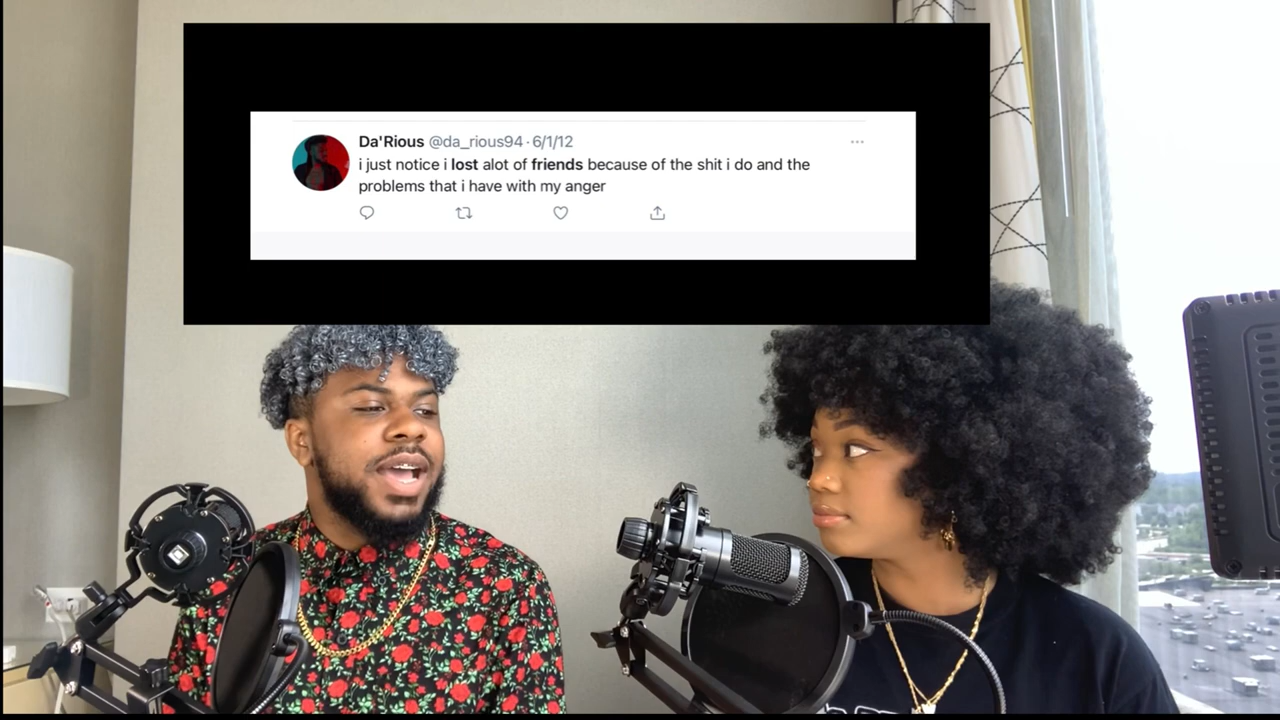 Da'Rious @da_rious94 · 6/1/12
i just notice i lost alot of friends because of the shit i do and the
problems that i have with my anger